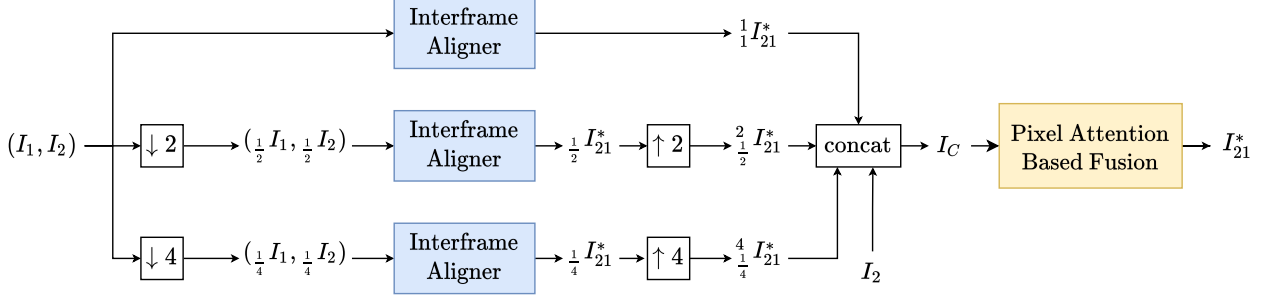 Interframe
Aligner
¹₁I*₂₁
(I₁, I₂)
↓ 2
(½I₁, ½I₂)
Interframe
Aligner
½I*₂₁
↑ 2
²½I*₂₁
concat
I_C
Pixel Attention
Based Fusion
I*₂₁
↓ 4
(¼I₁, ¼I₂)
Interframe
Aligner
¼I*₂₁
↑ 4
⁴¼I*₂₁
I₂